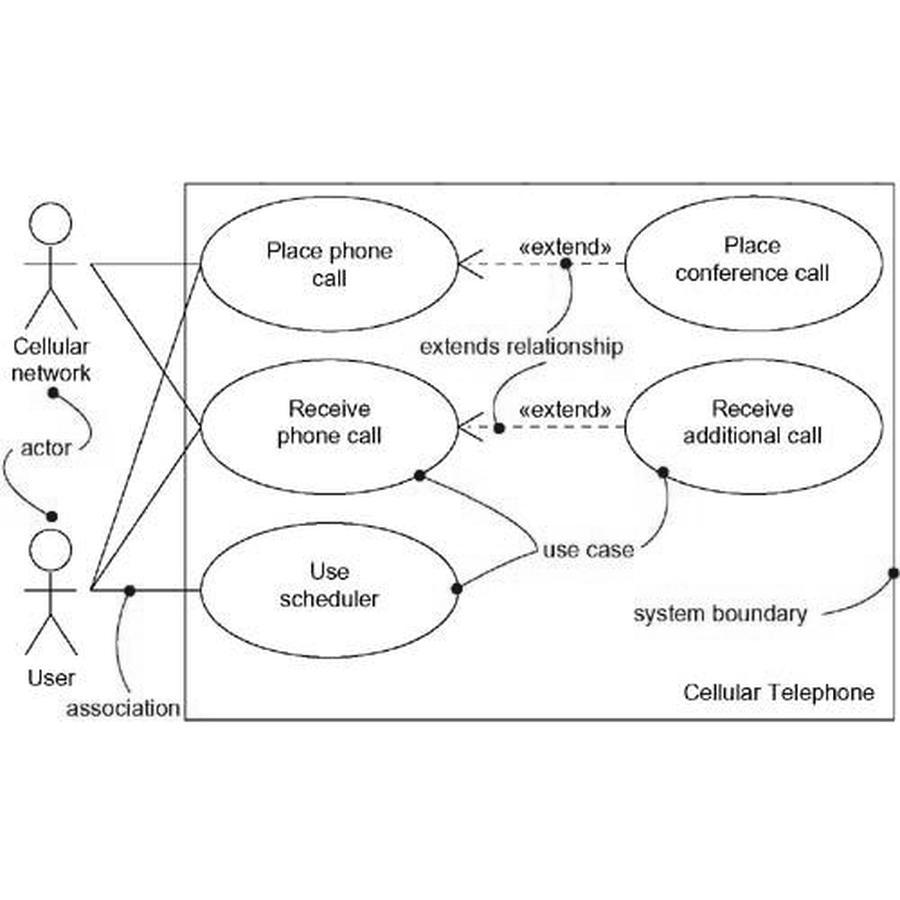 Place phone
call
«extend»
Place
conference call
Cellular
network
extends relationship
Receive
phone call
«extend»
Receive
additional call
actor
use case
Use
scheduler
system boundary
User
Cellular Telephone
association